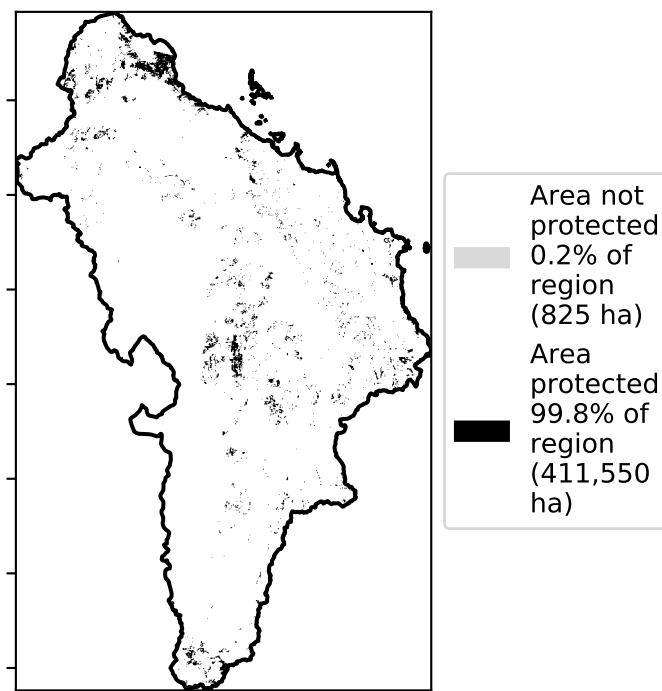 Area not
protected
0.2% of
region
(825 ha)
Area
protected
99.8% of
region
(411,550
ha)